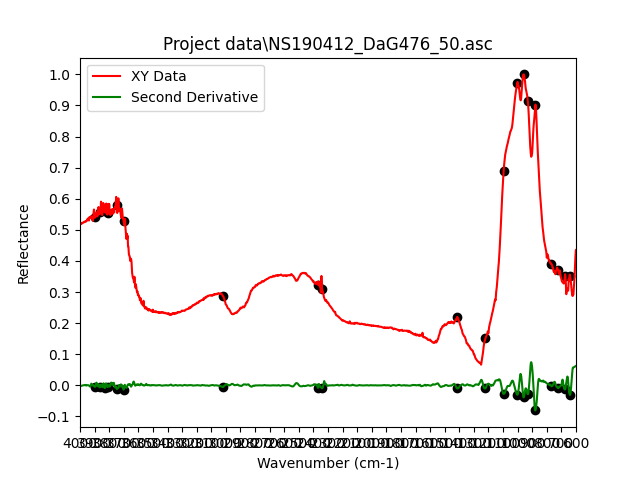 Project data\NS190412_DaG476_50.asc
XY Data
Second Derivative
1.0
0.9
0.8
0.7
0.6
0.5
0.4
0.3
0.2
0.1
0.0
−0.1
Reflectance
Wavenumber (cm-1)